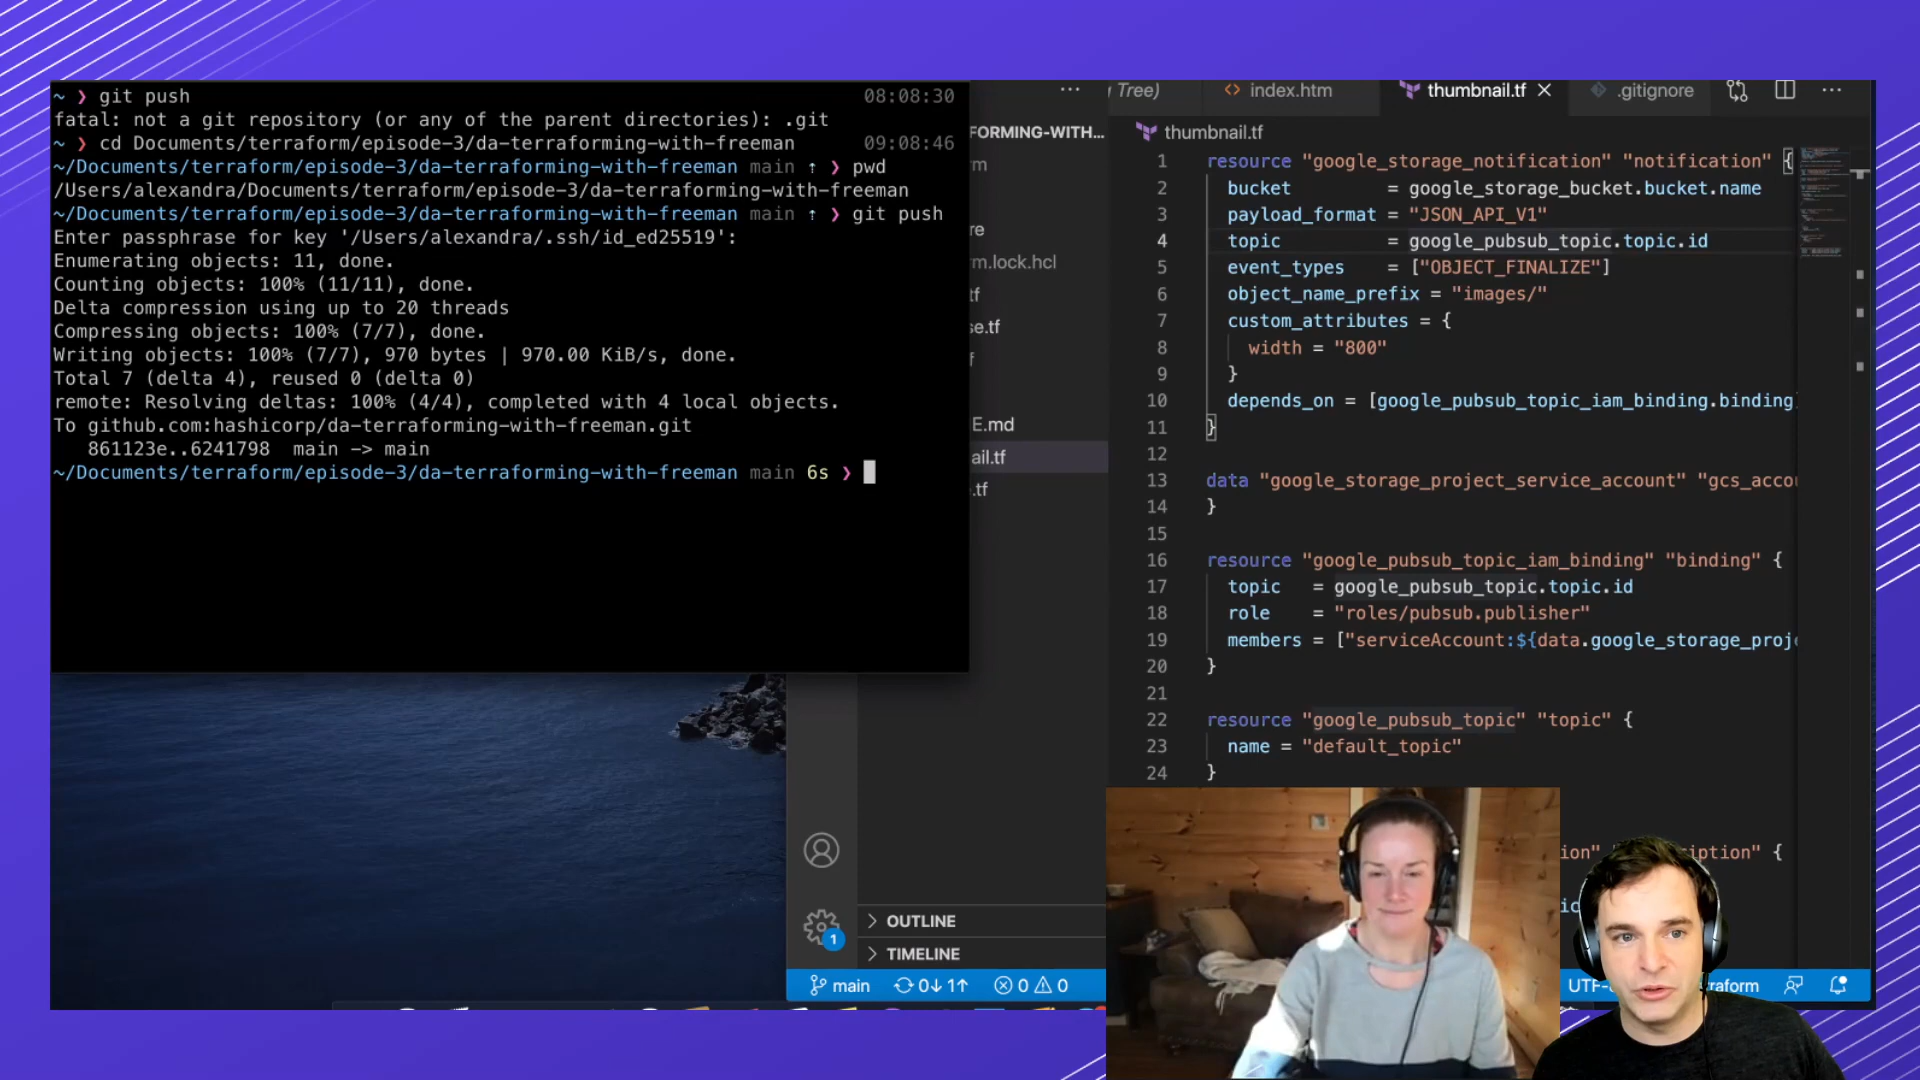 ~ ❯ git push 08:08:30
fatal: not a git repository (or any of the parent directories): .git
~ ❯ cd Documents/terraform/episode-3/da-terraforming-with-freeman 09:08:46
~/Documents/terraform/episode-3/da-terraforming-with-freeman main ↑ ❯ pwd
/Users/alexandra/Documents/terraform/episode-3/da-terraforming-with-freeman
~/Documents/terraform/episode-3/da-terraforming-with-freeman main ↑ ❯ git push
Enter passphrase for key '/Users/alexandra/.ssh/id_ed25519':
Enumerating objects: 11, done.
Counting objects: 100% (11/11), done.
Delta compression using up to 20 threads
Compressing objects: 100% (7/7), done.
Writing objects: 100% (7/7), 970 bytes | 970.00 KiB/s, done.
Total 7 (delta 4), reused 0 (delta 0)
remote: Resolving deltas: 100% (4/4), completed with 4 local objects.
To github.com:hashicorp/da-terraforming-with-freeman.git
861123e..6241798 main -> main
~/Documents/terraform/episode-3/da-terraforming-with-freeman main 6s ❯
FORMING-WITH...
rm.lock.hcl
se.tf
E.md
ail.tf
.tf
OUTLINE
TIMELINE
main 0↓ 1↑ 0 0
1
Tree) index.htm thumbnail.tf .gitignore
thumbnail.tf
1 resource "google_storage_notification" "notification" {
2 bucket = google_storage_bucket.bucket.name
3 payload_format = "JSON_API_V1"
4 topic = google_pubsub_topic.topic.id
5 event_types = ["OBJECT_FINALIZE"]
6 object_name_prefix = "images/"
7 custom_attributes = {
8 width = "800"
9 }
10 depends_on = [google_pubsub_topic_iam_binding.binding]
11 }
12
13 data "google_storage_project_service_account" "gcs_accou
14 }
15
16 resource "google_pubsub_topic_iam_binding" "binding" {
17 topic = google_pubsub_topic.topic.id
18 role = "roles/pubsub.publisher"
19 members = ["serviceAccount:${data.google_storage_proje
20 }
21
22 resource "google_pubsub_topic" "topic" {
23 name = "default_topic"
24 }
ion" ription" {
UTF- raform